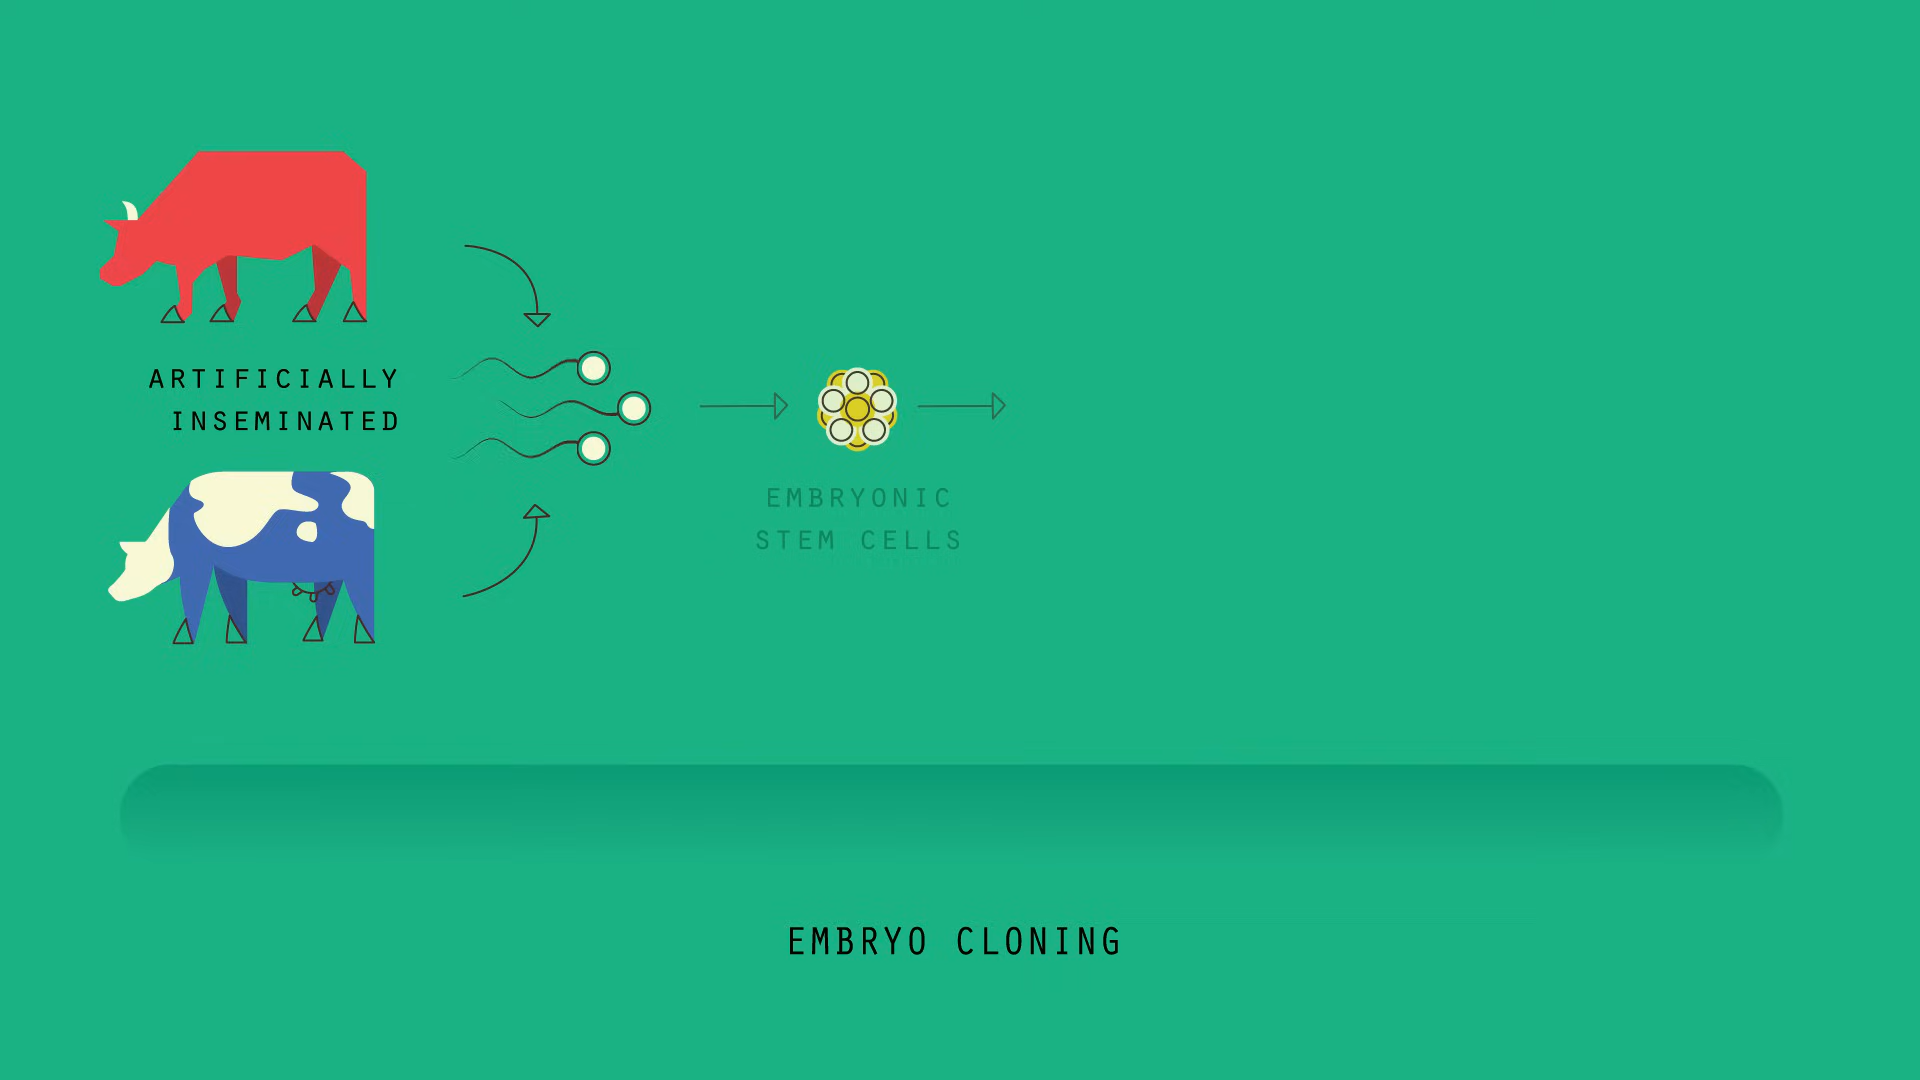 ARTIFICIALLY
INSEMINATED
EMBRYONIC
STEM CELLS
EMBRYO CLONING